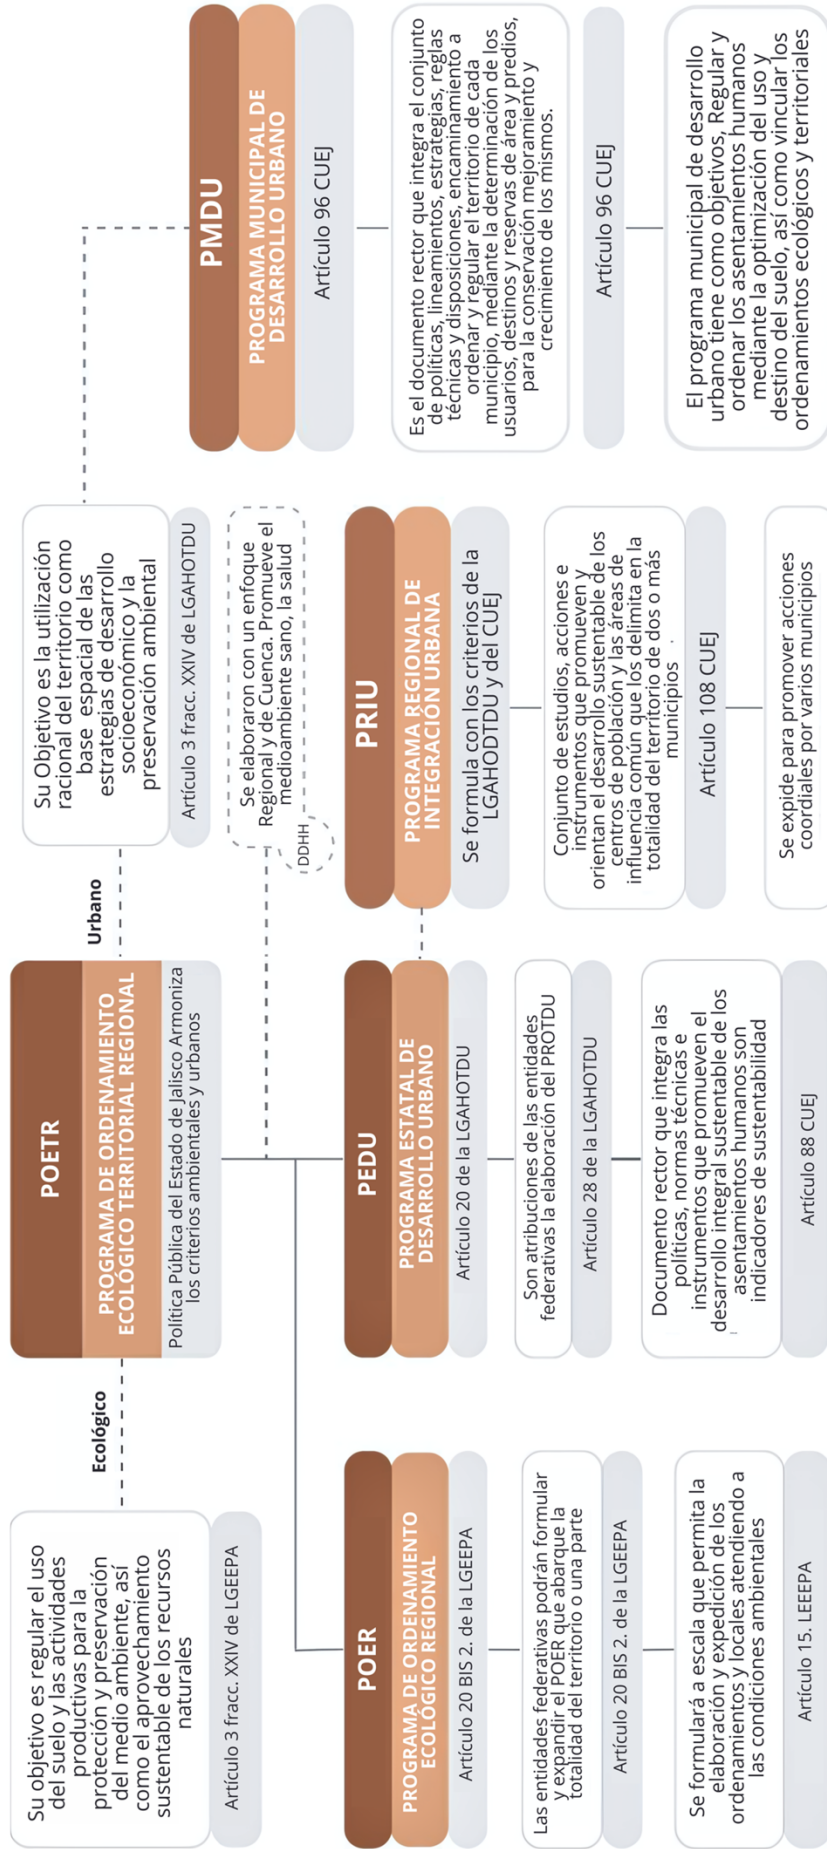 Su objetivo es regular el uso
del suelo y las actividades
productivas para la
protección y preservación
del medio ambiente, así
como el aprovechamiento
sustentable de los recursos
naturales
Artículo 3 fracc. XXIV de LGEEPA
Ecológico
POETR
PROGRAMA DE ORDENAMIENTO
ECOLÓGICO TERRITORIAL REGIONAL
Política Pública del Estado de Jalisco Armoniza
los criterios ambientales y urbanos
Urbano
Su Objetivo es la utilización
racional del territorio como
base espacial de las
estrategias de desarrollo
socioeconómico y la
preservación ambiental
Artículo 3 fracc. XXIV de LGAHOTDU
Se elaboraron con un enfoque
Regional y de Cuenca. Promueve el
medioambiente sano, la salud
DDHH
POER
PROGRAMA DE ORDENAMIENTO
ECOLÓGICO REGIONAL
Artículo 20 BIS 2. de la LGEEPA
Las entidades federativas podrán formular
y expandir el POER que abarque la
totalidad del territorio o una parte
Artículo 20 BIS 2. de la LGEEPA
Se formulará a escala que permita la
elaboración y expedición de los
ordenamientos y locales atendiendo a
las condiciones ambientales
Artículo 15. LEEEPA
PEDU
PROGRAMA ESTATAL DE
DESARROLLO URBANO
Artículo 20 de la LGAHOTDU
Son atribuciones de las entidades
federativas la elaboración del PROTDU
Artículo 28 de la LGAHOTDU
Documento rector que integra las
políticas, normas técnicas e
instrumentos que promueven el
desarrollo integral sustentable de los
asentamientos humanos son
indicadores de sustentabilidad
Artículo 88 CUEJ
PRIU
PROGRAMA REGIONAL DE
INTEGRACIÓN URBANA
Se formula con los criterios de la
LGAHODTDU y del CUEJ
Conjunto de estudios, acciones e
instrumentos que promueven y
orientan el desarrollo sustentable de los
centros de población y las áreas de
influencia común que los delimita en la
totalidad del territorio de dos o más
municipios
Artículo 108 CUEJ
Se expide para promover acciones
coordiales por varios municipios
PMDU
PROGRAMA MUNICIPAL DE
DESARROLLO URBANO
Artículo 96 CUEJ
Es el documento rector que integra el conjunto
de políticas, lineamientos, estrategias, reglas
técnicas y disposiciones, encaminamiento a
ordenar y regular el territorio de cada
municipio, mediante la determinación de los
usuarios, destinos y reservas de área y predios,
para la conservación mejoramiento y
crecimiento de los mismos.
Artículo 96 CUEJ
El programa municipal de desarrollo
urbano tiene como objetivos, Regular y
ordenar los asentamientos humanos
mediante la optimización del uso y
destino del suelo, así como vincular los
ordenamientos ecológicos y territoriales